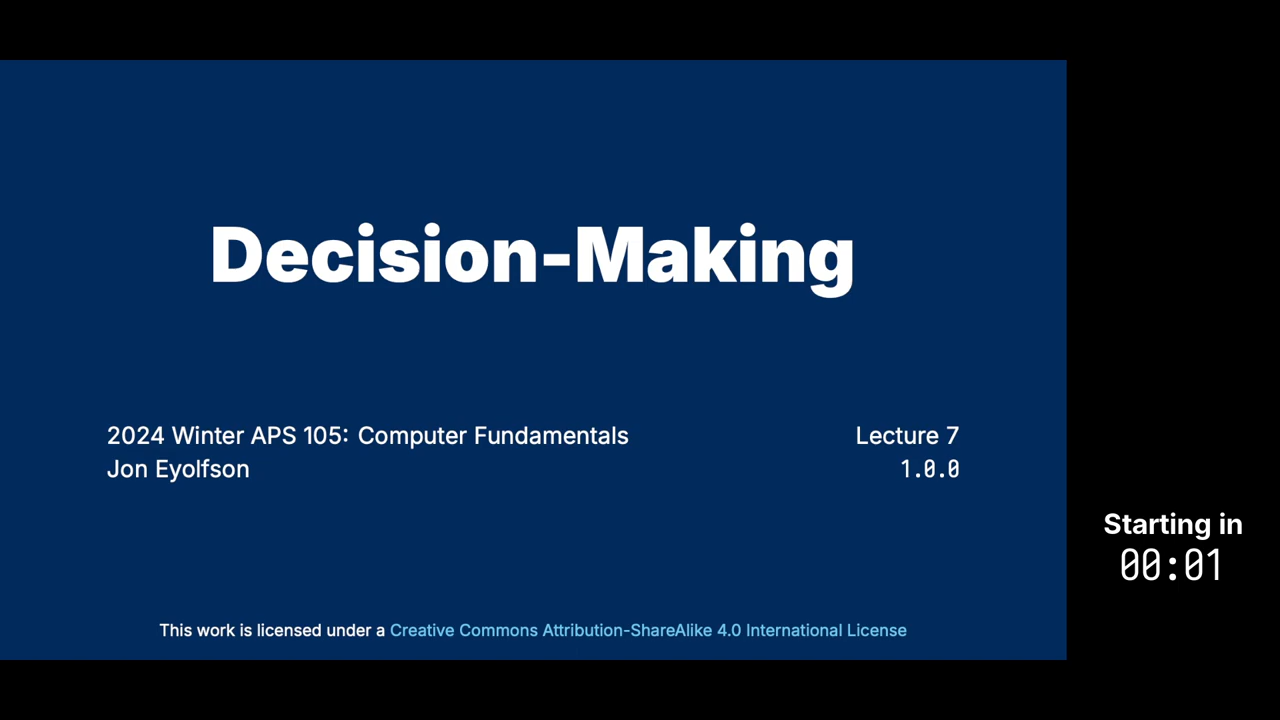 Decision-Making
2024 Winter APS 105: Computer Fundamentals
Lecture 7
Jon Eyolfson
1.0.0
Starting in
00:01
This work is licensed under a Creative Commons Attribution-ShareAlike 4.0 International License